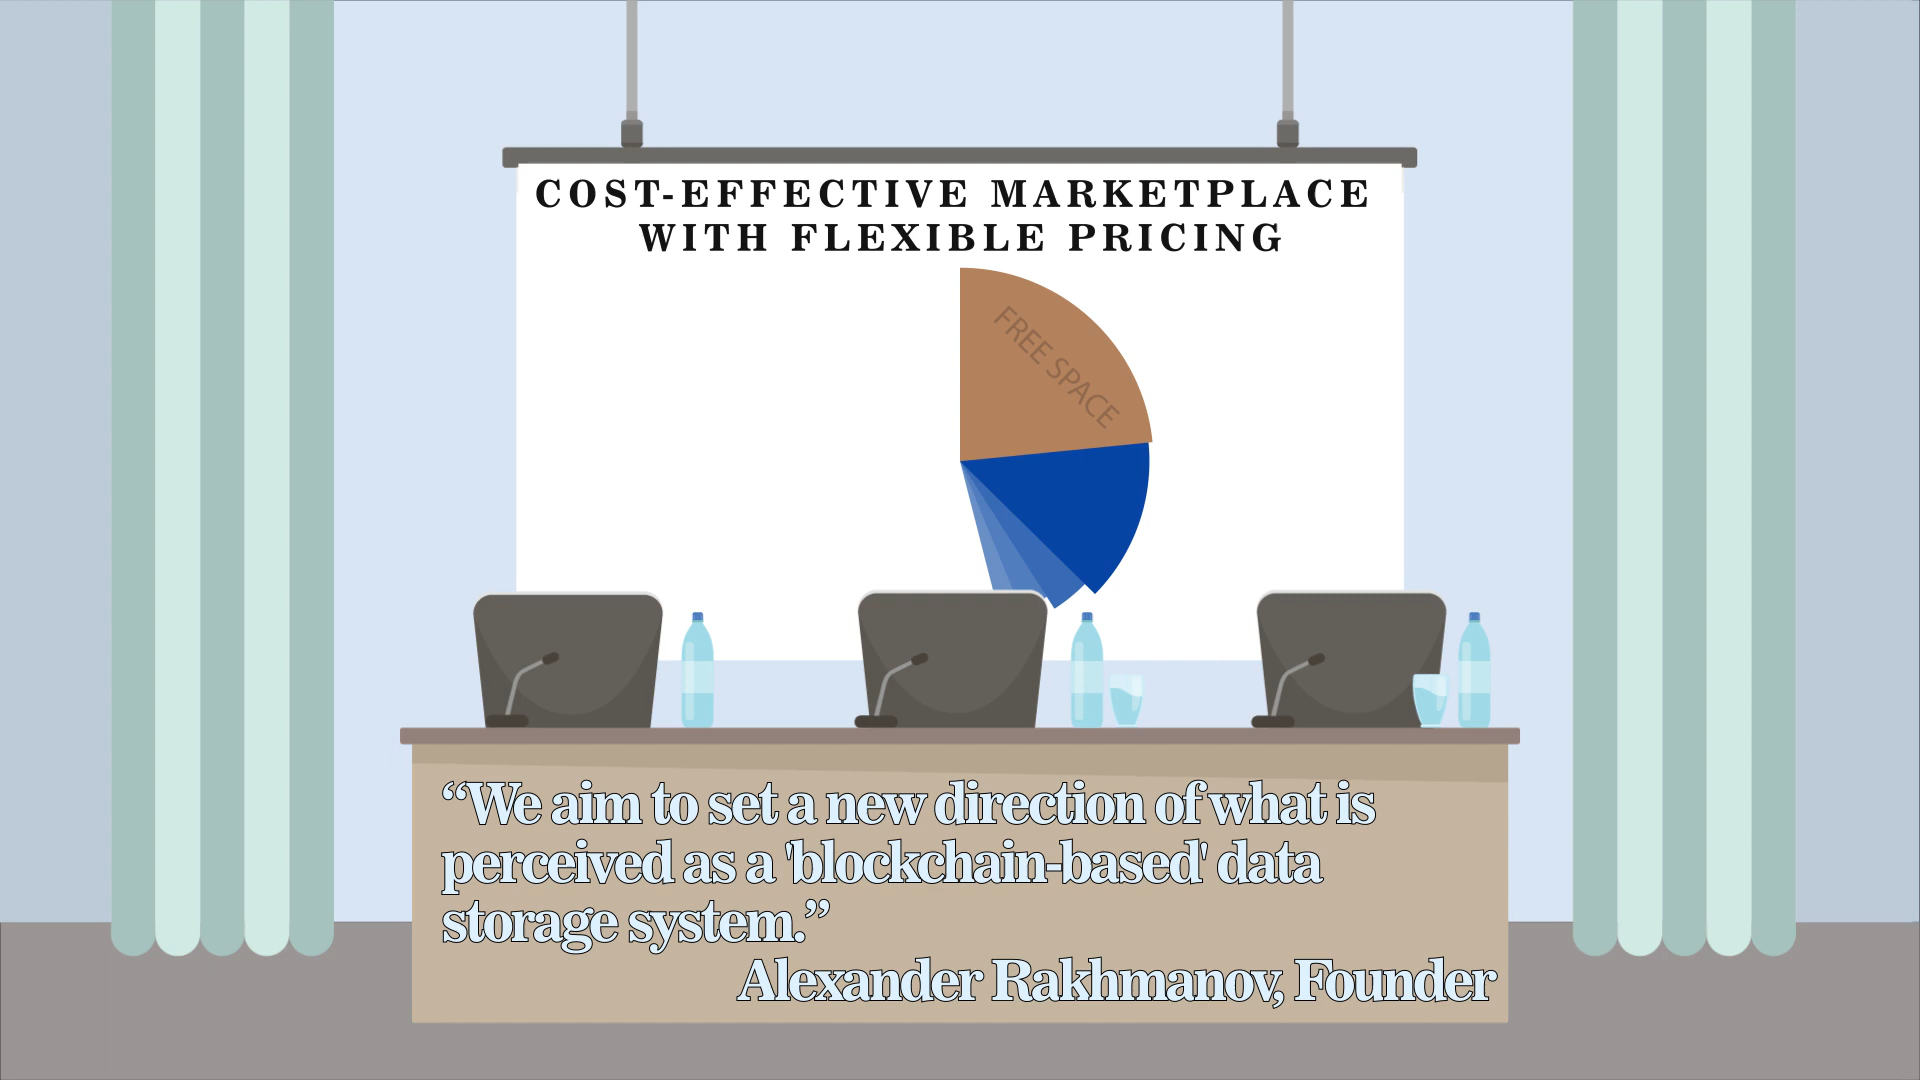 COST-EFFECTIVE MARKETPLACE
WITH FLEXIBLE PRICING
FREE SPACE
“We aim to set a new direction of what is
perceived as a 'blockchain-based' data
storage system.”
Alexander Rakhmanov, Founder